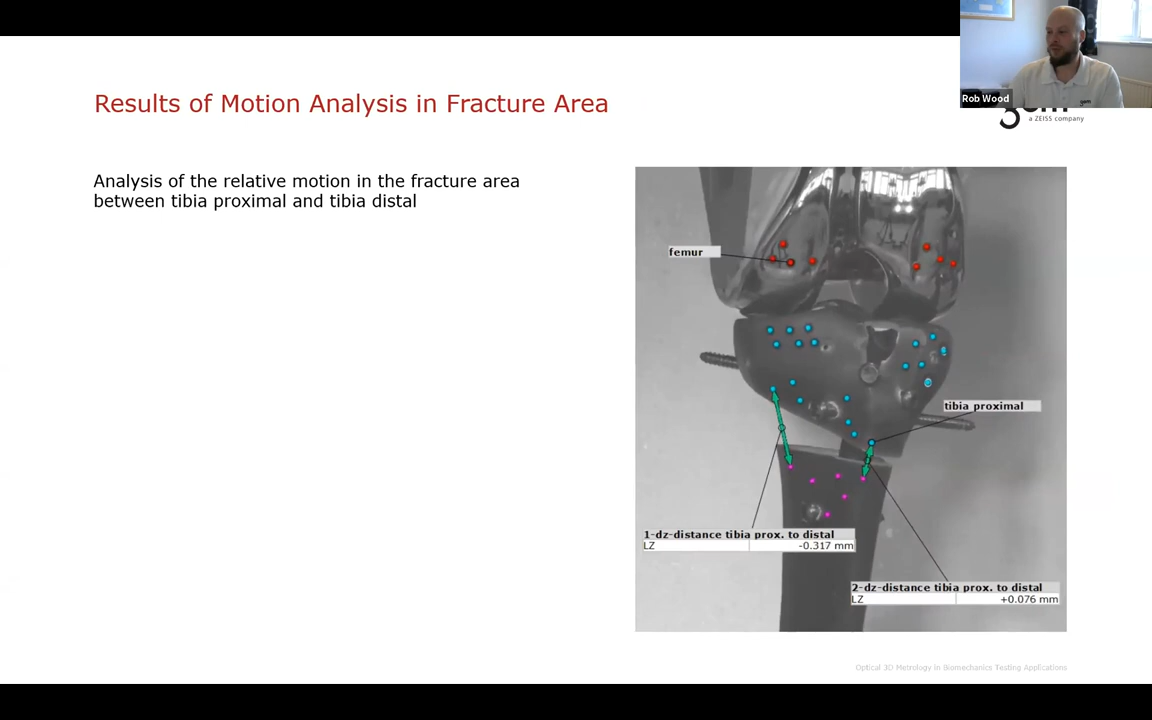 Rob Wood
gom
a ZEISS company
Results of Motion Analysis in Fracture Area
Analysis of the relative motion in the fracture area
between tibia proximal and tibia distal
femur
tibia proximal
1-dz-distance tibia prox. to distal
LZ -0.317 mm
2-dz-distance tibia prox. to distal
LZ +0.076 mm
Optical 3D Metrology in Biomechanics Testing Applications